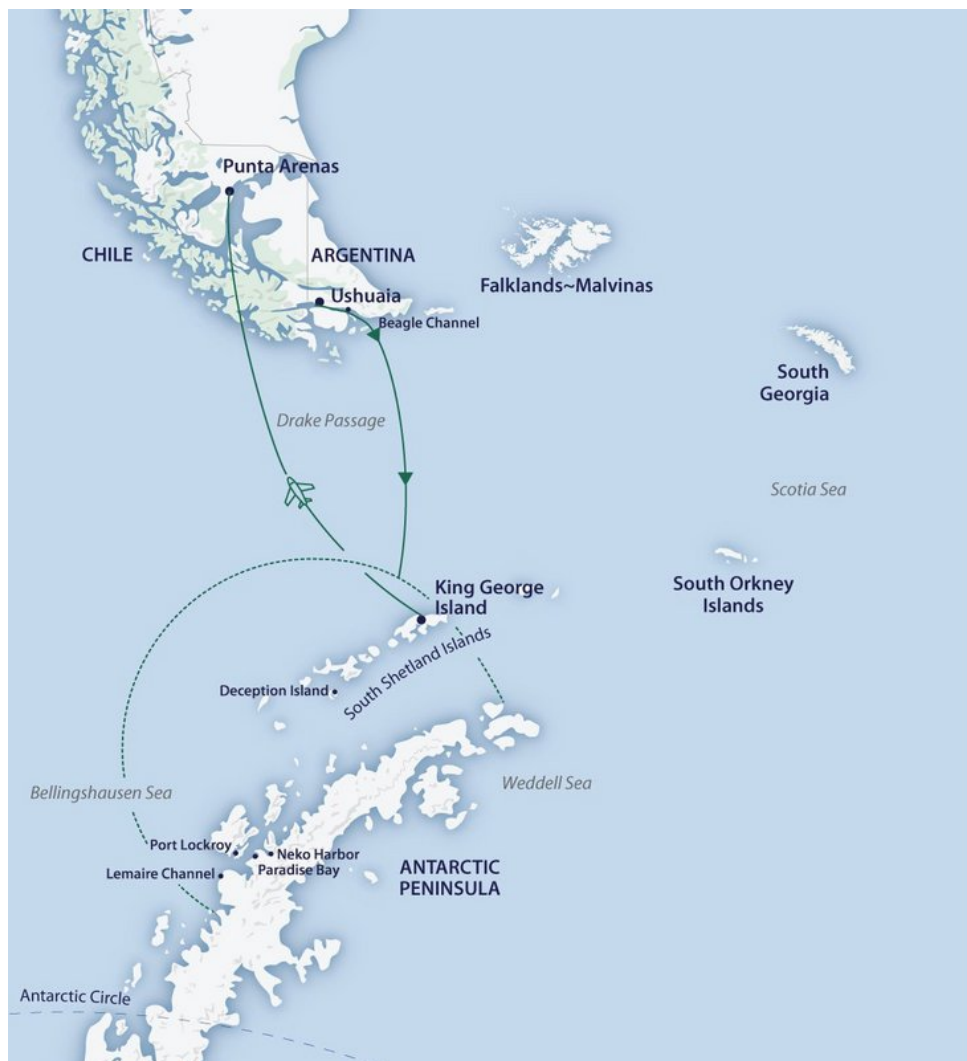 Punta Arenas
CHILE
ARGENTINA
Falklands~Malvinas
Ushuaia
Beagle Channel
South
Georgia
Drake Passage
Scotia Sea
King George
Island
South Orkney
Islands
South Shetland Islands
Deception Island
Bellingshausen Sea
Weddell Sea
Port Lockroy
Neko Harbor
Paradise Bay
Lemaire Channel
ANTARCTIC
PENINSULA
Antarctic Circle